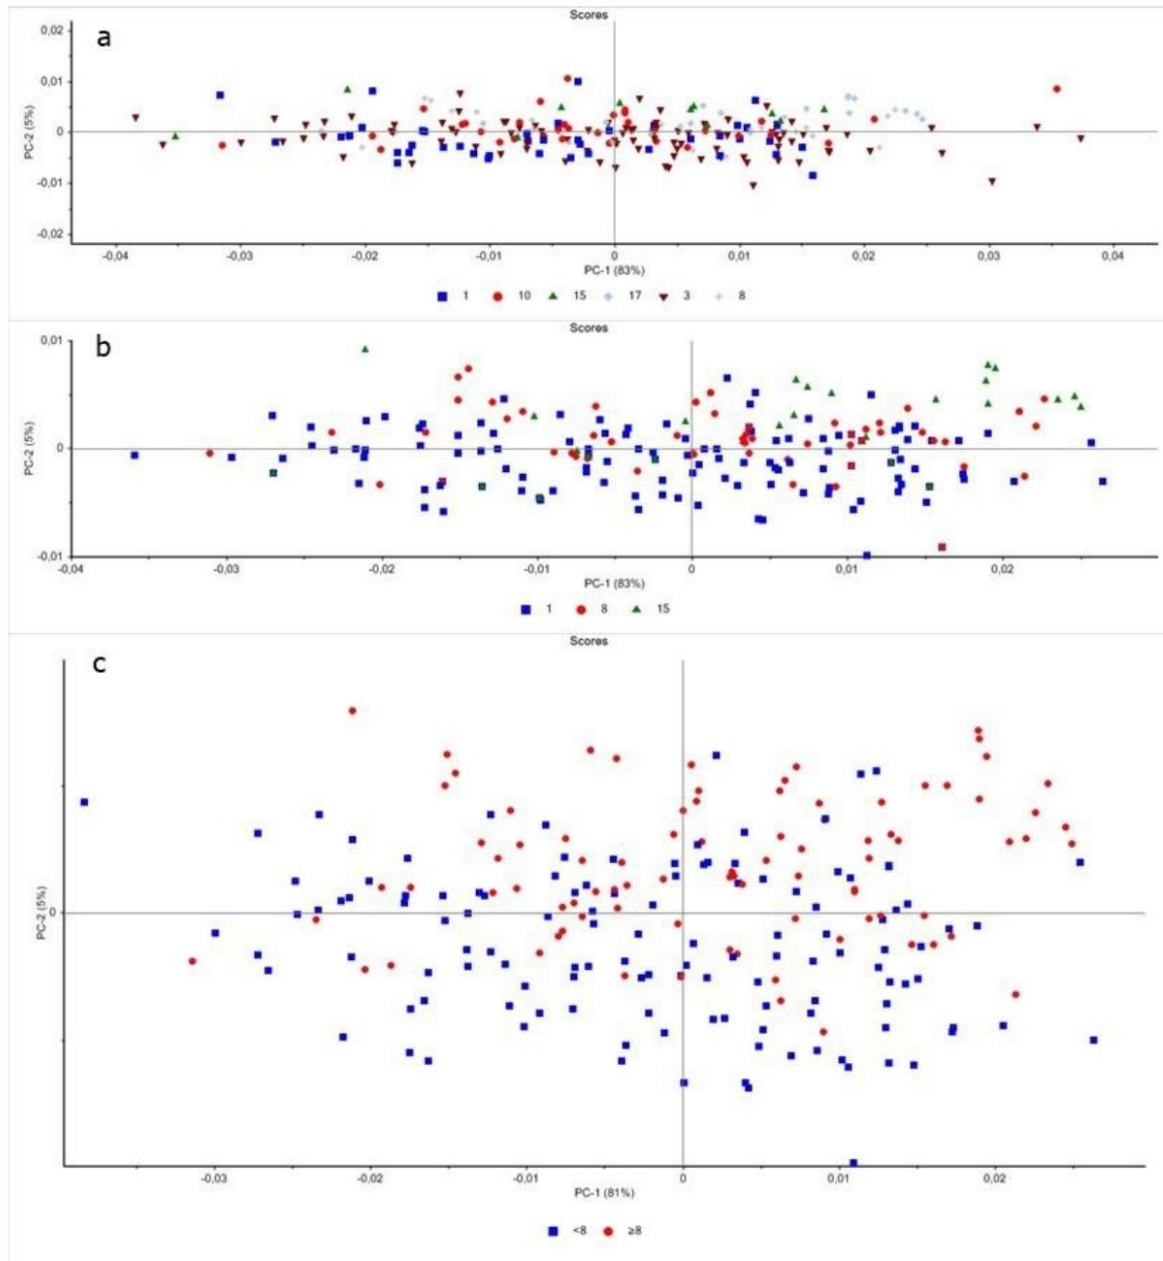 Scores
a
0,02
0,01
0
-0,01
-0,02
PC-2 (5%)
-0,04 -0,03 -0,02 -0,01 0 0,01 0,02 0,03 0,04
PC-1 (83%)
1 10 15 17 3 8
Scores
b
0,01
0
-0,01
PC-2 (5%)
-0,04 -0,03 -0,02 -0,01 0 0,01 0,02
PC-1 (83%)
1 8 15
Scores
c
0
PC-2 (5%)
-0,03 -0,02 -0,01 0 0,01 0,02
PC-1 (81%)
<8 ≥8